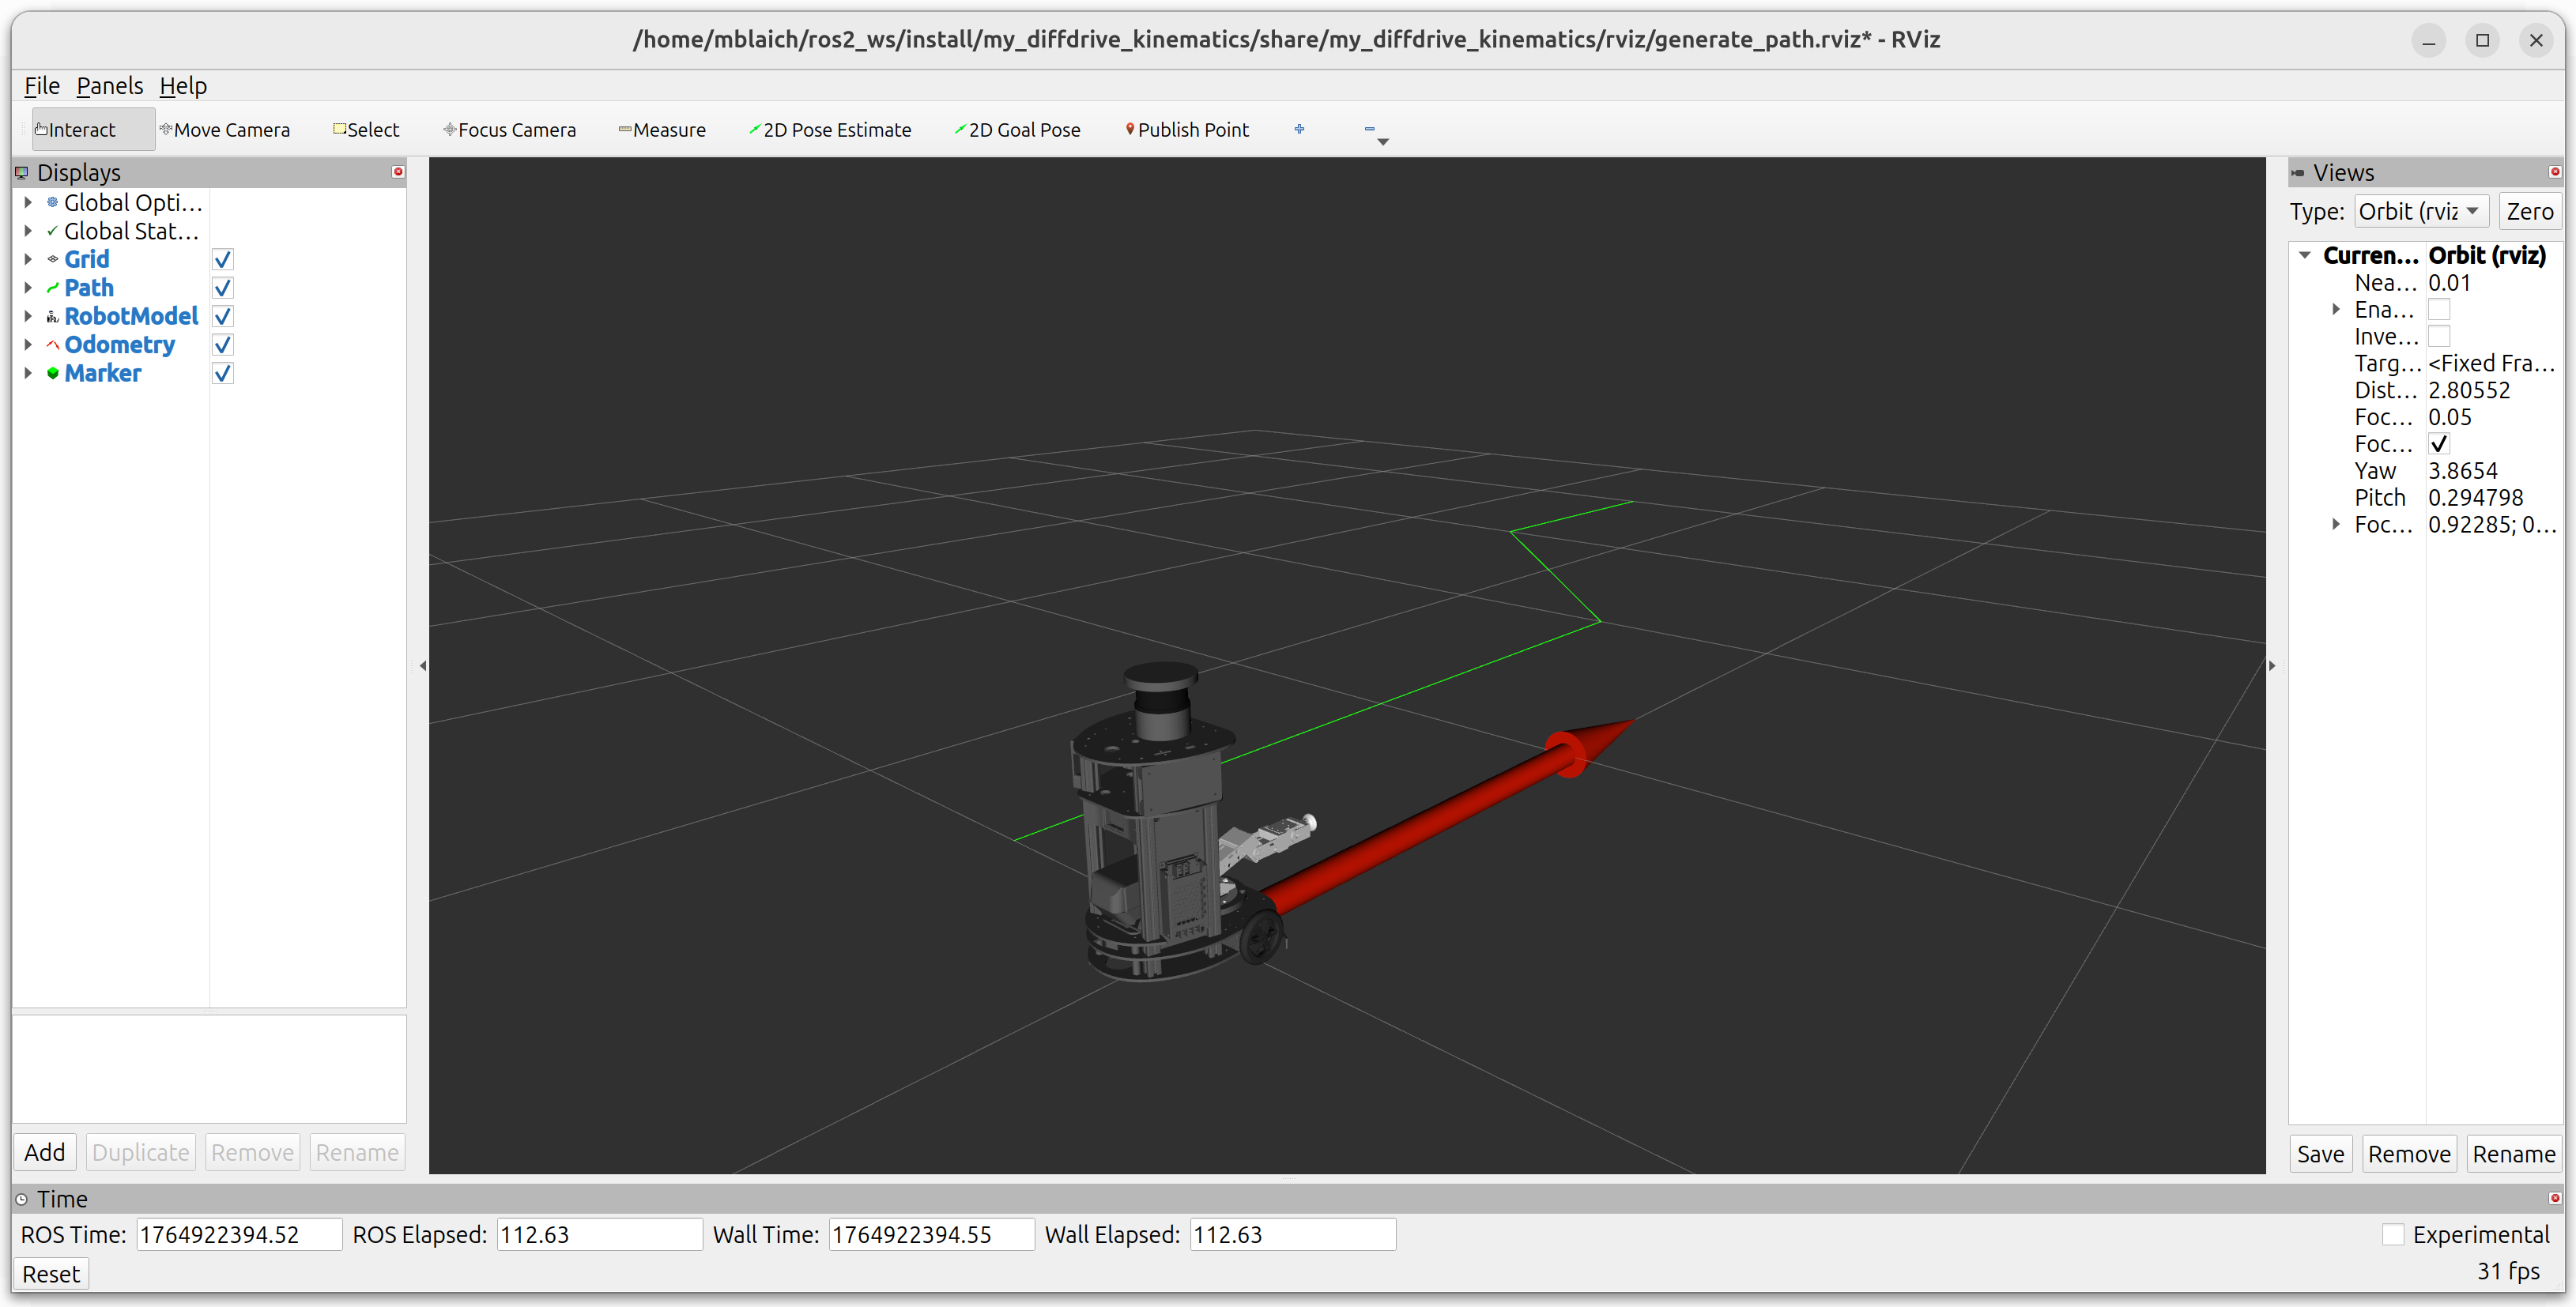 /home/mblaich/ros2_ws/install/my_diffdrive_kinematics/share/my_diffdrive_kinematics/rviz/generate_path.rviz* - RViz
File Panels Help
Interact Move Camera Select Focus Camera Measure 2D Pose Estimate 2D Goal Pose Publish Point
Displays
Global Opti...
Global Stat...
Grid
Path
RobotModel
Odometry
Marker
Add Duplicate Remove Rename
Views
Type: Orbit (rviz Zero
Curren... Orbit (rviz)
Nea... 0.01
Ena...
Inve...
Targ... <Fixed Fra...
Dist... 2.80552
Foc... 0.05
Foc...
Yaw 3.8654
Pitch 0.294798
Foc... 0.92285; 0...
Save Remove Rename
Time
ROS Time: 1764922394.52 ROS Elapsed: 112.63 Wall Time: 1764922394.55 Wall Elapsed: 112.63 Experimental
Reset 31 fps